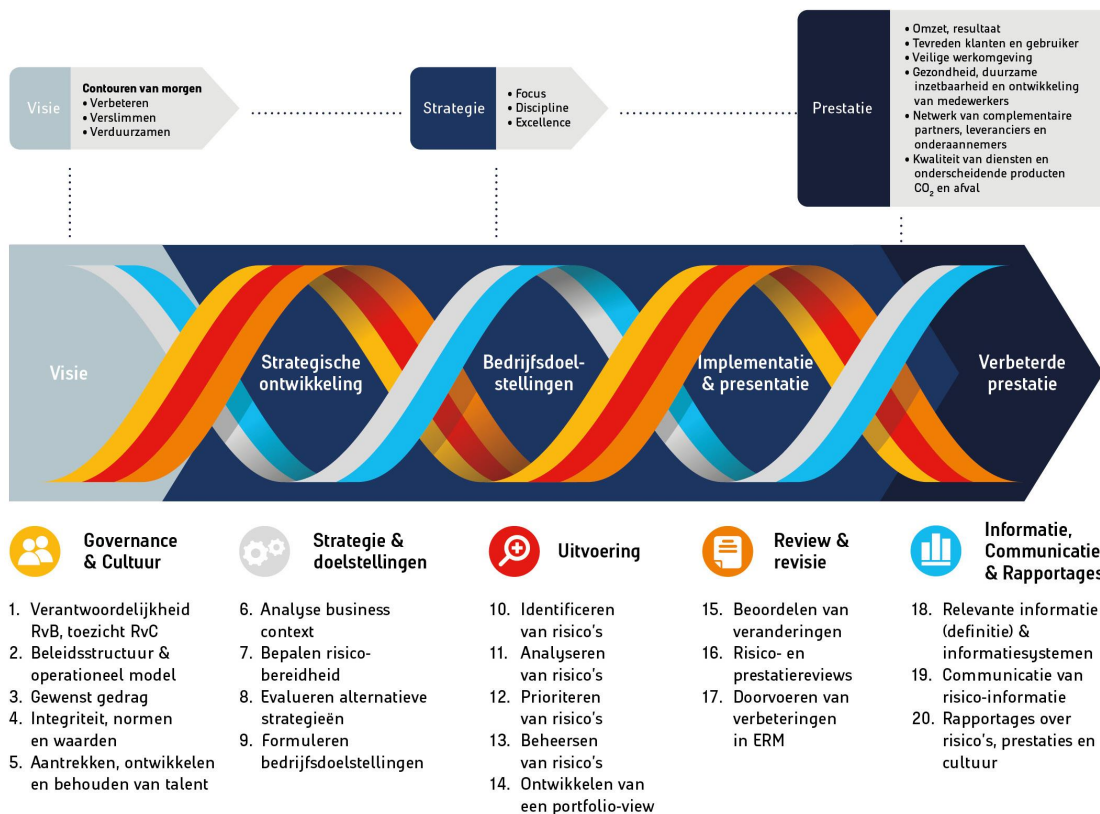 Visie
Contouren van morgen
• Verbeteren
• Verslimmen
• Verduurzamen
Strategie
• Focus
• Discipline
• Excellence
Prestatie
• Omzet, resultaat
• Tevreden klanten en gebruiker
• Veilige werkomgeving
• Gezondheid, duurzame
inzetbaarheid en ontwikkeling
van medewerkers
• Netwerk van complementaire
partners, leveranciers en
onderaannemers
• Kwaliteit van diensten en
onderscheidende producten
CO₂ en afval
Visie
Strategische
ontwikkeling
Bedrijfsdoel-
stellingen
Implementatie
& presentatie
Verbeterde
prestatie
Governance
& Cultuur
1. Verantwoordelijkheid
RvB, toezicht RvC
2. Beleidsstructuur &
operationeel model
3. Gewenst gedrag
4. Integriteit, normen
en waarden
5. Aantrekken, ontwikkelen
en behouden van talent
Strategie &
doelstellingen
6. Analyse business
context
7. Bepalen risico-
bereidheid
8. Evalueren alternatieve
strategieën
9. Formuleren
bedrijfsdoelstellingen
Uitvoering
10. Identificeren
van risico's
11. Analyseren
van risico's
12. Prioriteren
van risico's
13. Beheersen
van risico's
14. Ontwikkelen van
een portfolio-view
Review &
revisie
15. Beoordelen van
veranderingen
16. Risico- en
prestatiereviews
17. Doorvoeren van
verbeteringen
in ERM
Informatie,
Communicatie
& Rapportages
18. Relevante informatie
(definitie) &
informatiesystemen
19. Communicatie van
risico-informatie
20. Rapportages over
risico's, prestaties en
cultuur